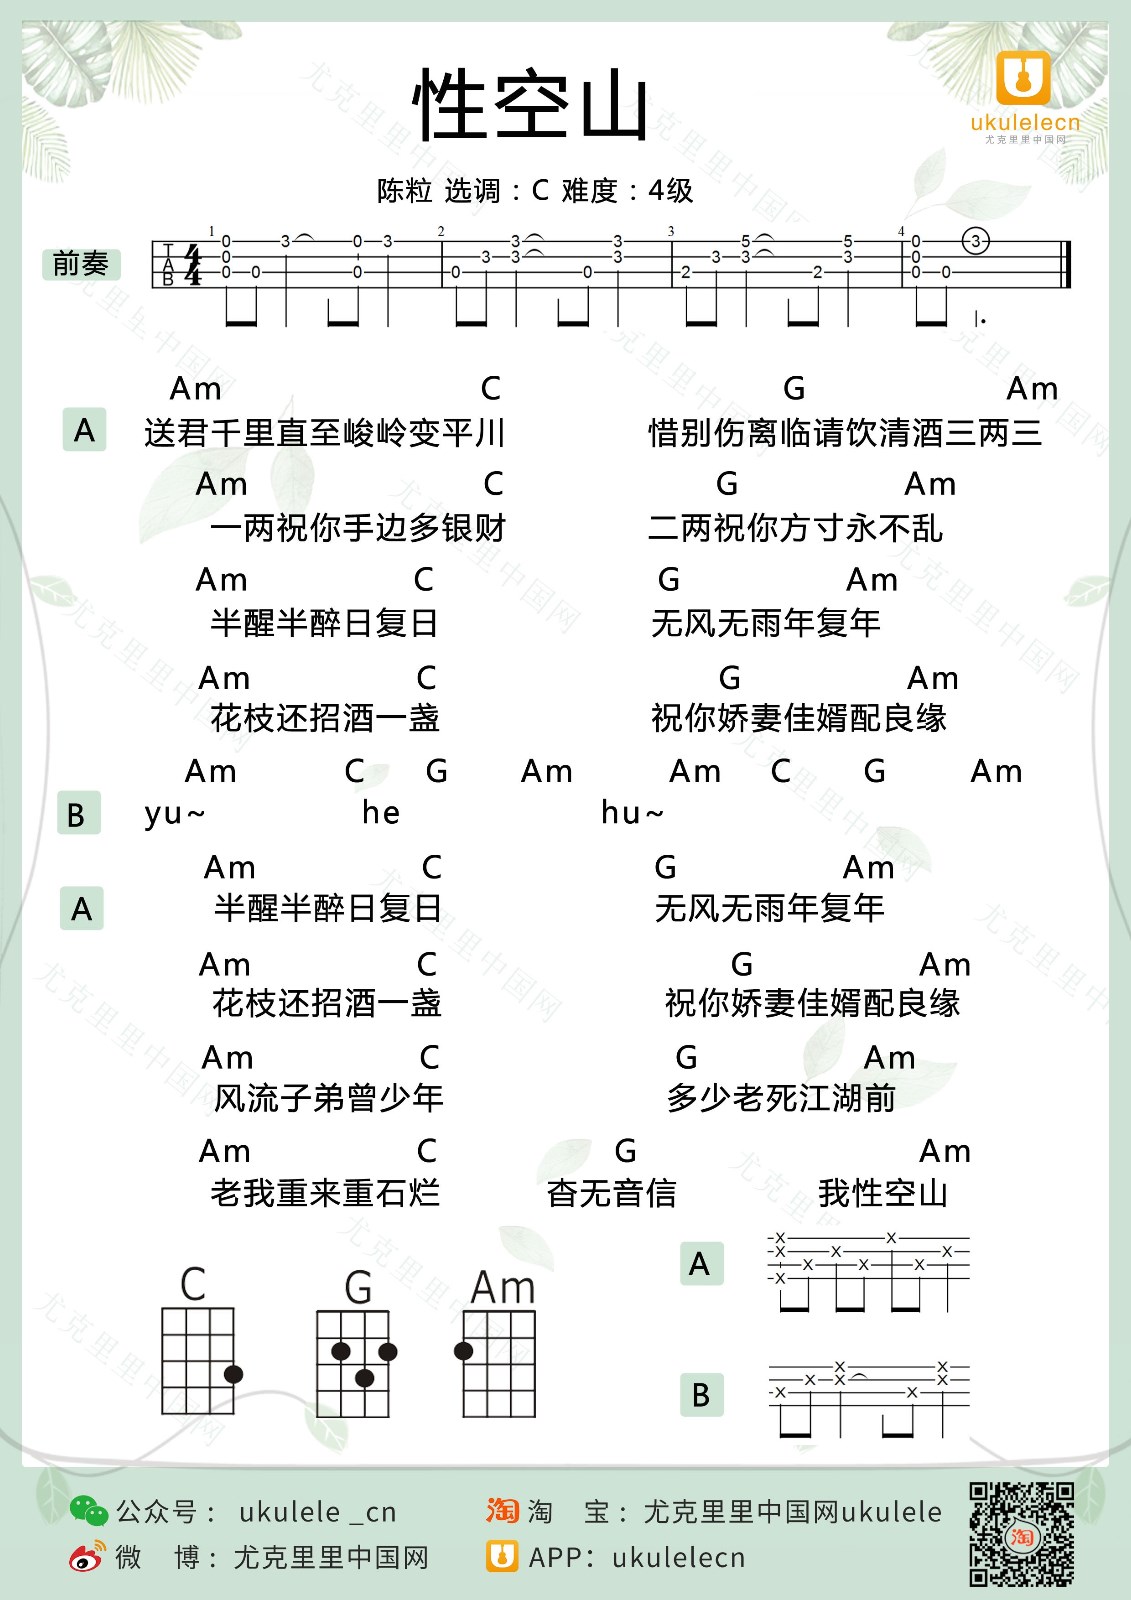 性空山
ukulelecn
尤克里里中国网
陈粒 选调：C 难度：4级
前奏
1 2 3 4
T A B 4 4 0 0 0 0 3 0 0 3 0 3 3 3 0 3 3 2 3 5 3 2 5 3 0 0 0 0 3
Am C G Am
A 送君千里直至峻岭变平川 惜别伤离临请饮清酒三两三
Am C G Am
一两祝你手边多银财 二两祝你方寸永不乱
Am C G Am
半醒半醉日复日 无风无雨年复年
Am C G Am
花枝还招酒一盏 祝你娇妻佳婿配良缘
Am C G Am Am C G Am
B yu~ he hu~
Am C G Am
A 半醒半醉日复日 无风无雨年复年
Am C G Am
花枝还招酒一盏 祝你娇妻佳婿配良缘
Am C G Am
风流子弟曾少年 多少老死江湖前
Am C G Am
老我重来重石烂 杳无音信 我性空山
C G Am
A
B
公众号： ukulele _cn 淘 淘 宝：尤克里里中国网ukulele
微 博：尤克里里中国网 APP：ukulelecn
淘